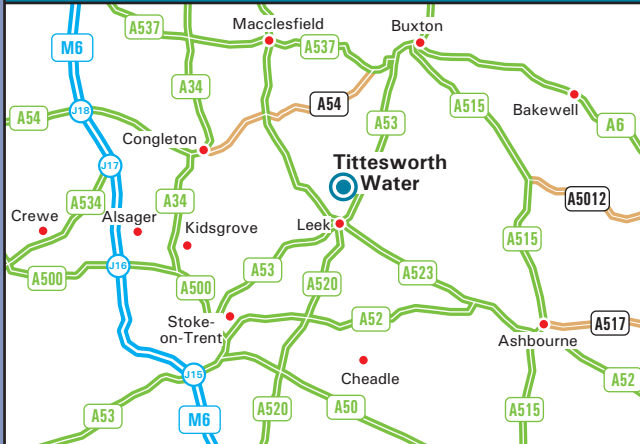 Macclesfield
Buxton
A537
M6
A537
A34
A54
A515
Bakewell
J18
A54
A53
A6
Congleton
J17
Tittesworth
Water
A534
A34
A5012
Crewe
Alsager
Kidsgrove
Leek
A515
J16
A500
A500
A53
A520
A523
Stoke-
on-Trent
A52
A517
Ashbourne
J15
Cheadle
A52
A53
M6
A520
A50
A515